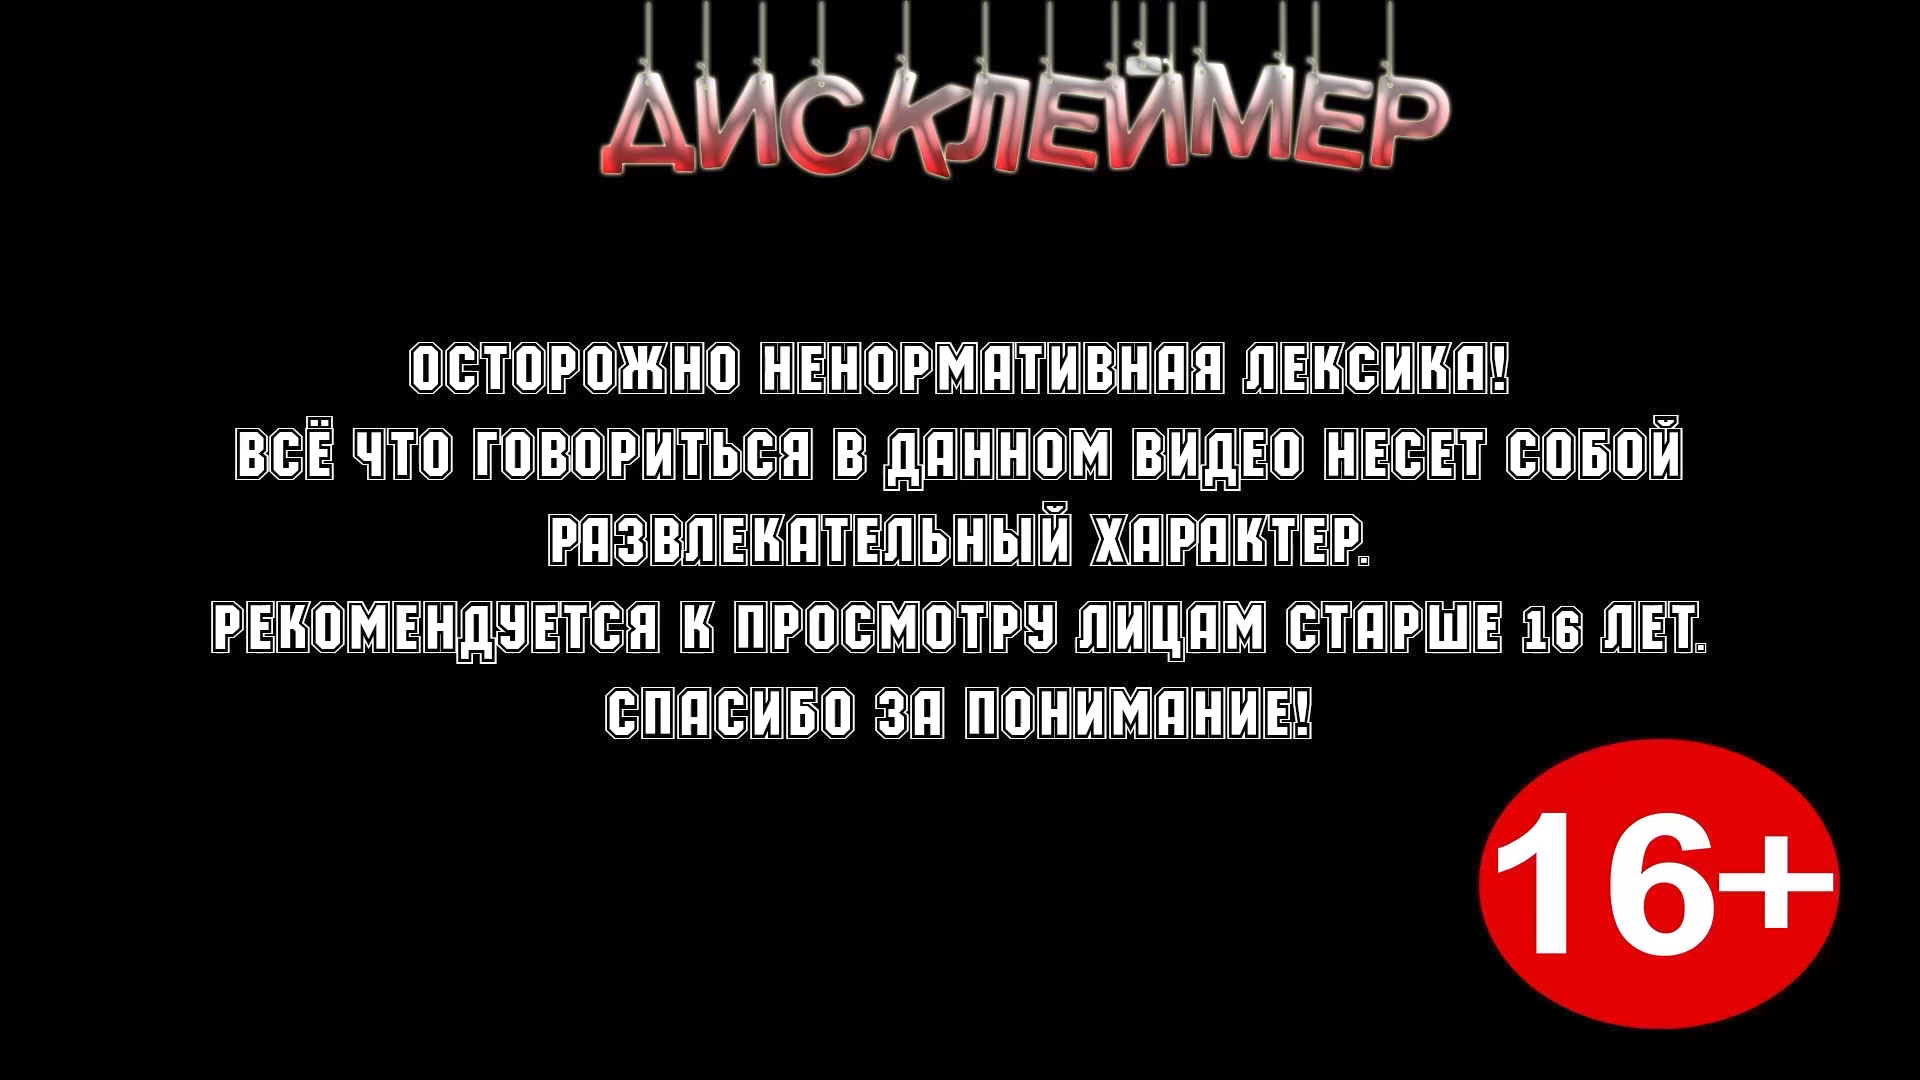 ДИСКЛЕЙМЕР
ОСТОРОЖНО НЕНОРМАТИВНАЯ ЛЕКСИКА!
ВСЁ ЧТО ГОВОРИТЬСЯ В ДАННОМ ВИДЕО НЕСЕТ СОБОЙ
РАЗВЛЕКАТЕЛЬНЫЙ ХАРАКТЕР.
РЕКОМЕНДУЕТСЯ К ПРОСМОТРУ ЛИЦАМ СТАРШЕ 16 ЛЕТ.
СПАСИБО ЗА ПОНИМАНИЕ!
16+